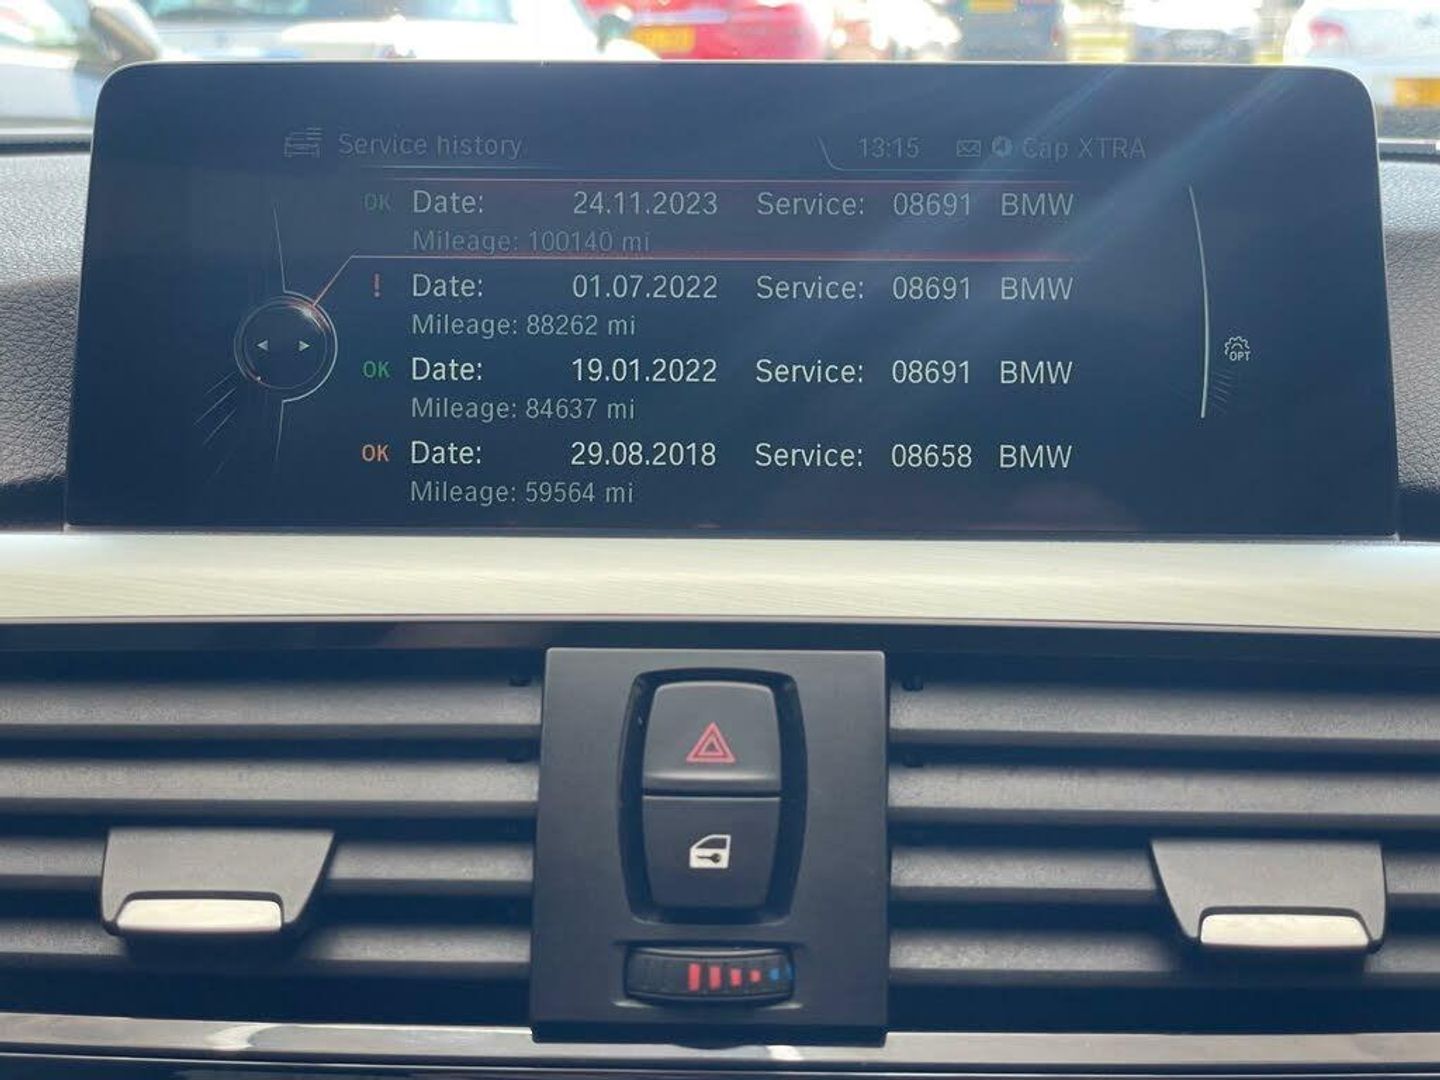 Service history 13:15 Cap XTRA
OK Date: 24.11.2023 Service: 08691 BMW
Mileage: 100140 mi
! Date: 01.07.2022 Service: 08691 BMW
Mileage: 88262 mi
OK Date: 19.01.2022 Service: 08691 BMW
Mileage: 84637 mi
OK Date: 29.08.2018 Service: 08658 BMW
Mileage: 59564 mi
OPT